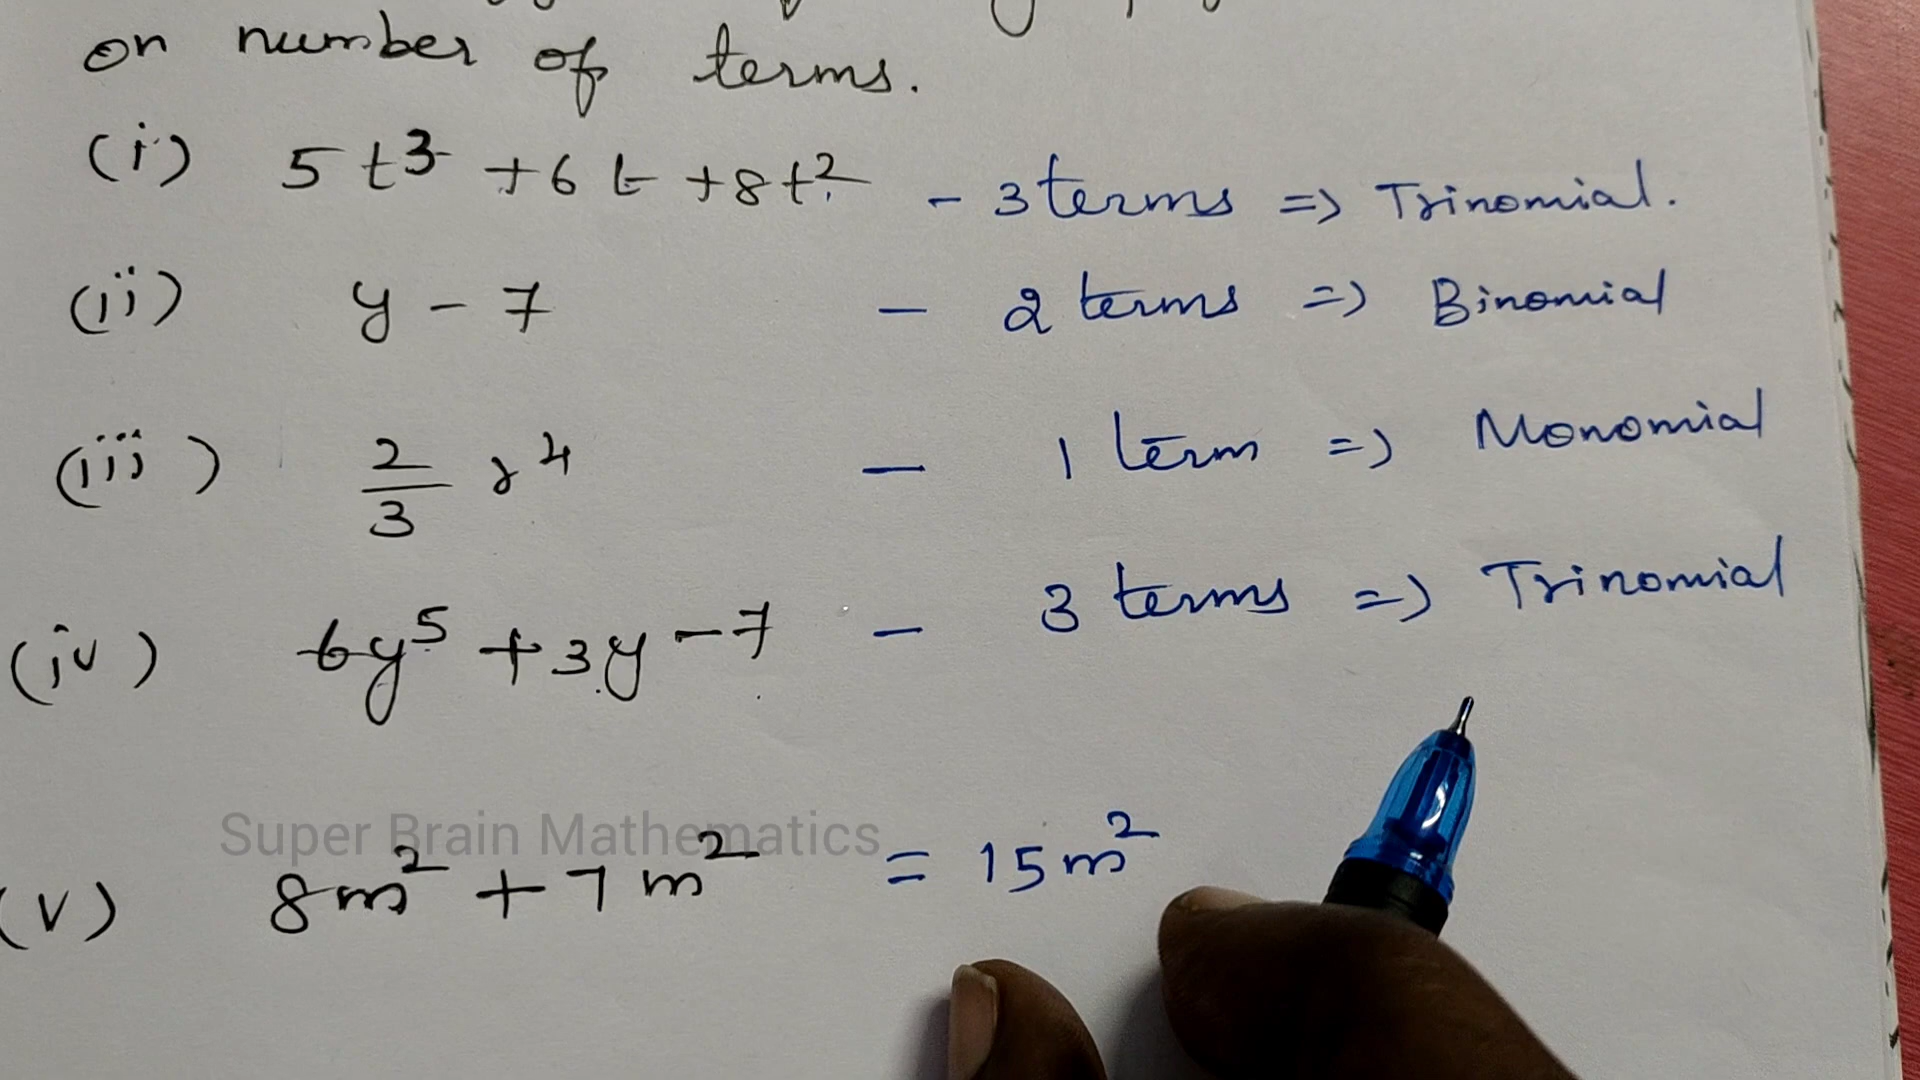 on number of terms.
(i) 5t³ + 6t + 8t² - 3 terms => Trinomial.
(ii) y - 7 - 2 terms => Binomial
(iii) 2/3 r⁴ - 1 term => Monomial
(iv) 6y⁵ + 3y - 7 - 3 terms => Trinomial
Super Brain Mathematics
(v) 8m² + 7m² = 15m²